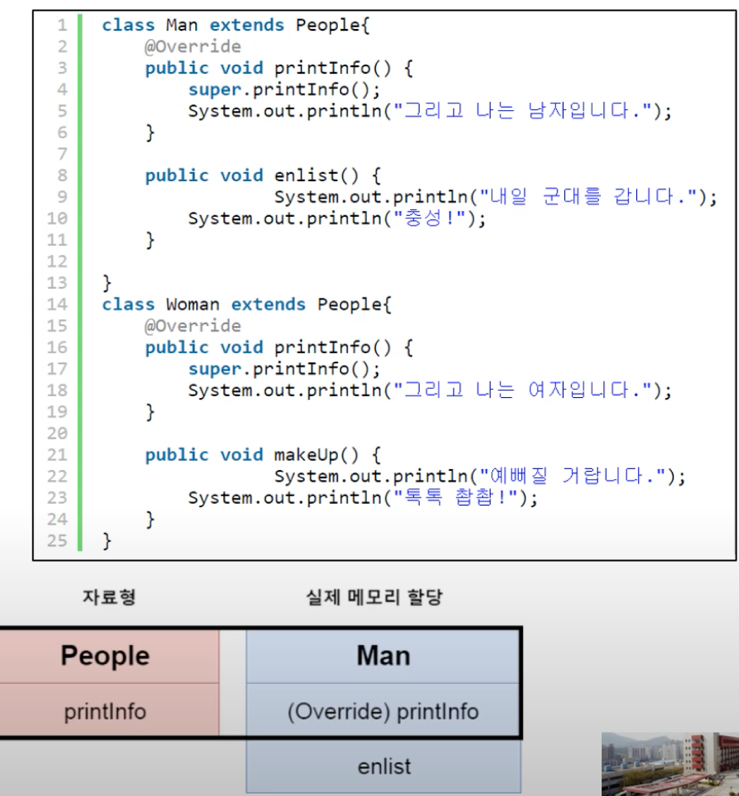 1 class Man extends People{
2 @Override
3 public void printInfo() {
4 super.printInfo();
5 System.out.println("그리고 나는 남자입니다.");
6 }
7
8 public void enlist() {
9 System.out.println("내일 군대를 갑니다.");
10 System.out.println("충성!");
11 }
12
13 }
14 class Woman extends People{
15 @Override
16 public void printInfo() {
17 super.printInfo();
18 System.out.println("그리고 나는 여자입니다.");
19 }
20
21 public void makeUp() {
22 System.out.println("예뻐질 거랍니다.");
23 System.out.println("톡톡 찹찹!");
24 }
25 }
자료형 실제 메모리 할당
People Man
printInfo (Override) printInfo
enlist